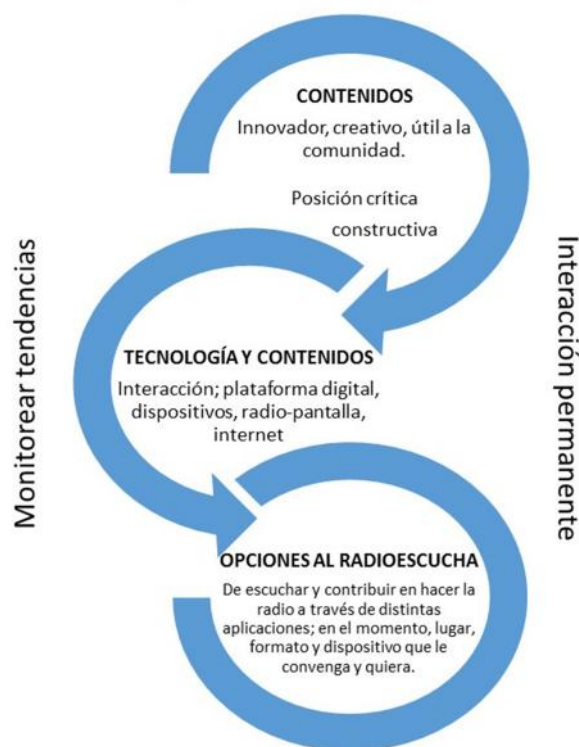 CONTENIDOS
Innovador, creativo, útil a la
comunidad.
Posición crítica
constructiva
Monitorear tendencias
Interacción permanente
TECNOLOGÍA Y CONTENIDOS
Interacción; plataforma digital,
dispositivos, radio-pantalla,
internet
OPCIONES AL RADIOESCUCHA
De escuchar y contribuir en hacer la
radio a través de distintas
aplicaciones; en el momento, lugar,
formato y dispositivo que le
convenga y quiera.